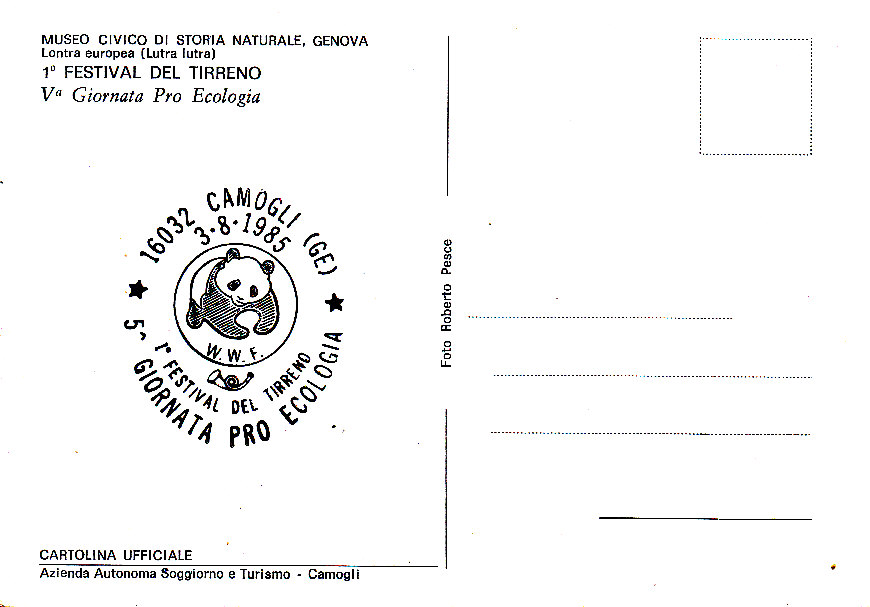 MUSEO CIVICO DI STORIA NATURALE, GENOVA
Lontra europea (Lutra lutra)
1° FESTIVAL DEL TIRRENO
Vª Giornata Pro Ecologia
16032 CAMOGLI (GE)
3·8·1985
W.W.F.
1° FESTIVAL DEL TIRRENO
5^ GIORNATA PRO ECOLOGIA
Foto Roberto Pesce
CARTOLINA UFFICIALE
Azienda Autonoma Soggiorno e Turismo - Camogli